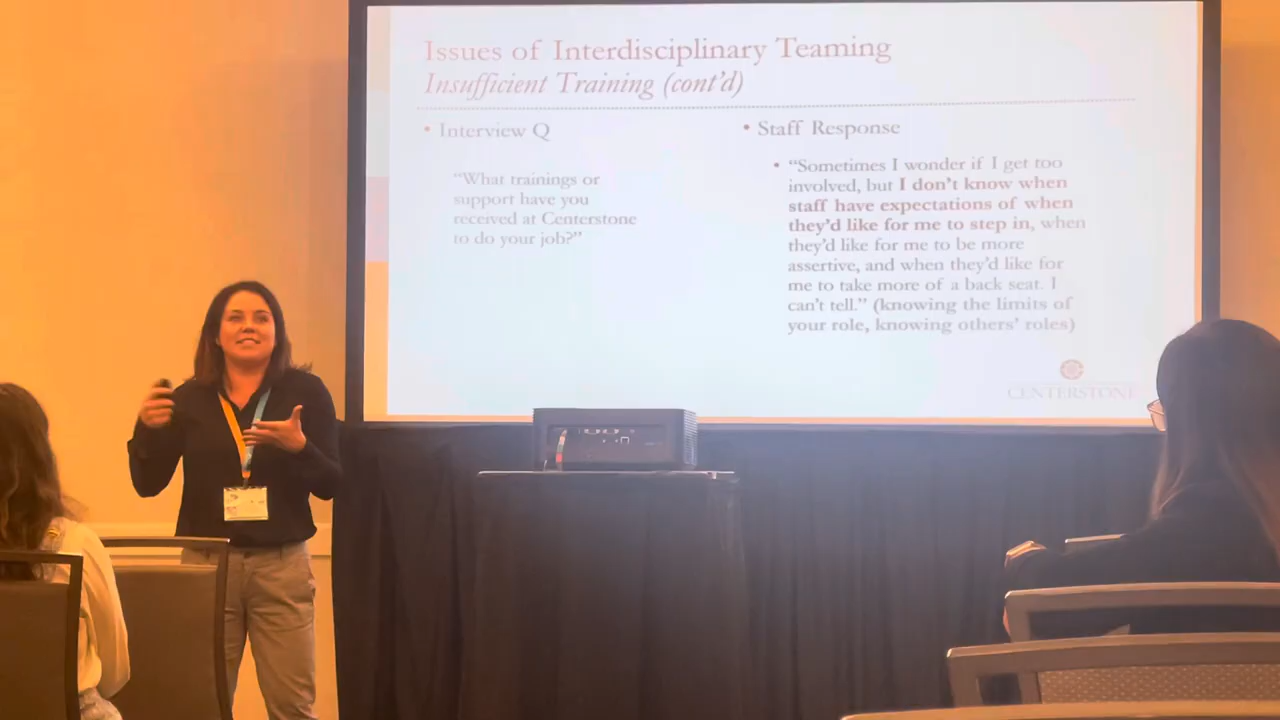 Issues of Interdisciplinary Teaming
Insufficient Training (cont'd)
• Interview Q
"What trainings or
support have you
received at Centerstone
to do your job?"
• Staff Response
• "Sometimes I wonder if I get too
involved, but I don't know when
staff have expectations of when
they'd like for me to step in, when
they'd like for me to be more
assertive, and when they'd like for
me to take more of a back seat. I
can't tell." (knowing the limits of
your role, knowing others' roles)
CENTERSTONE